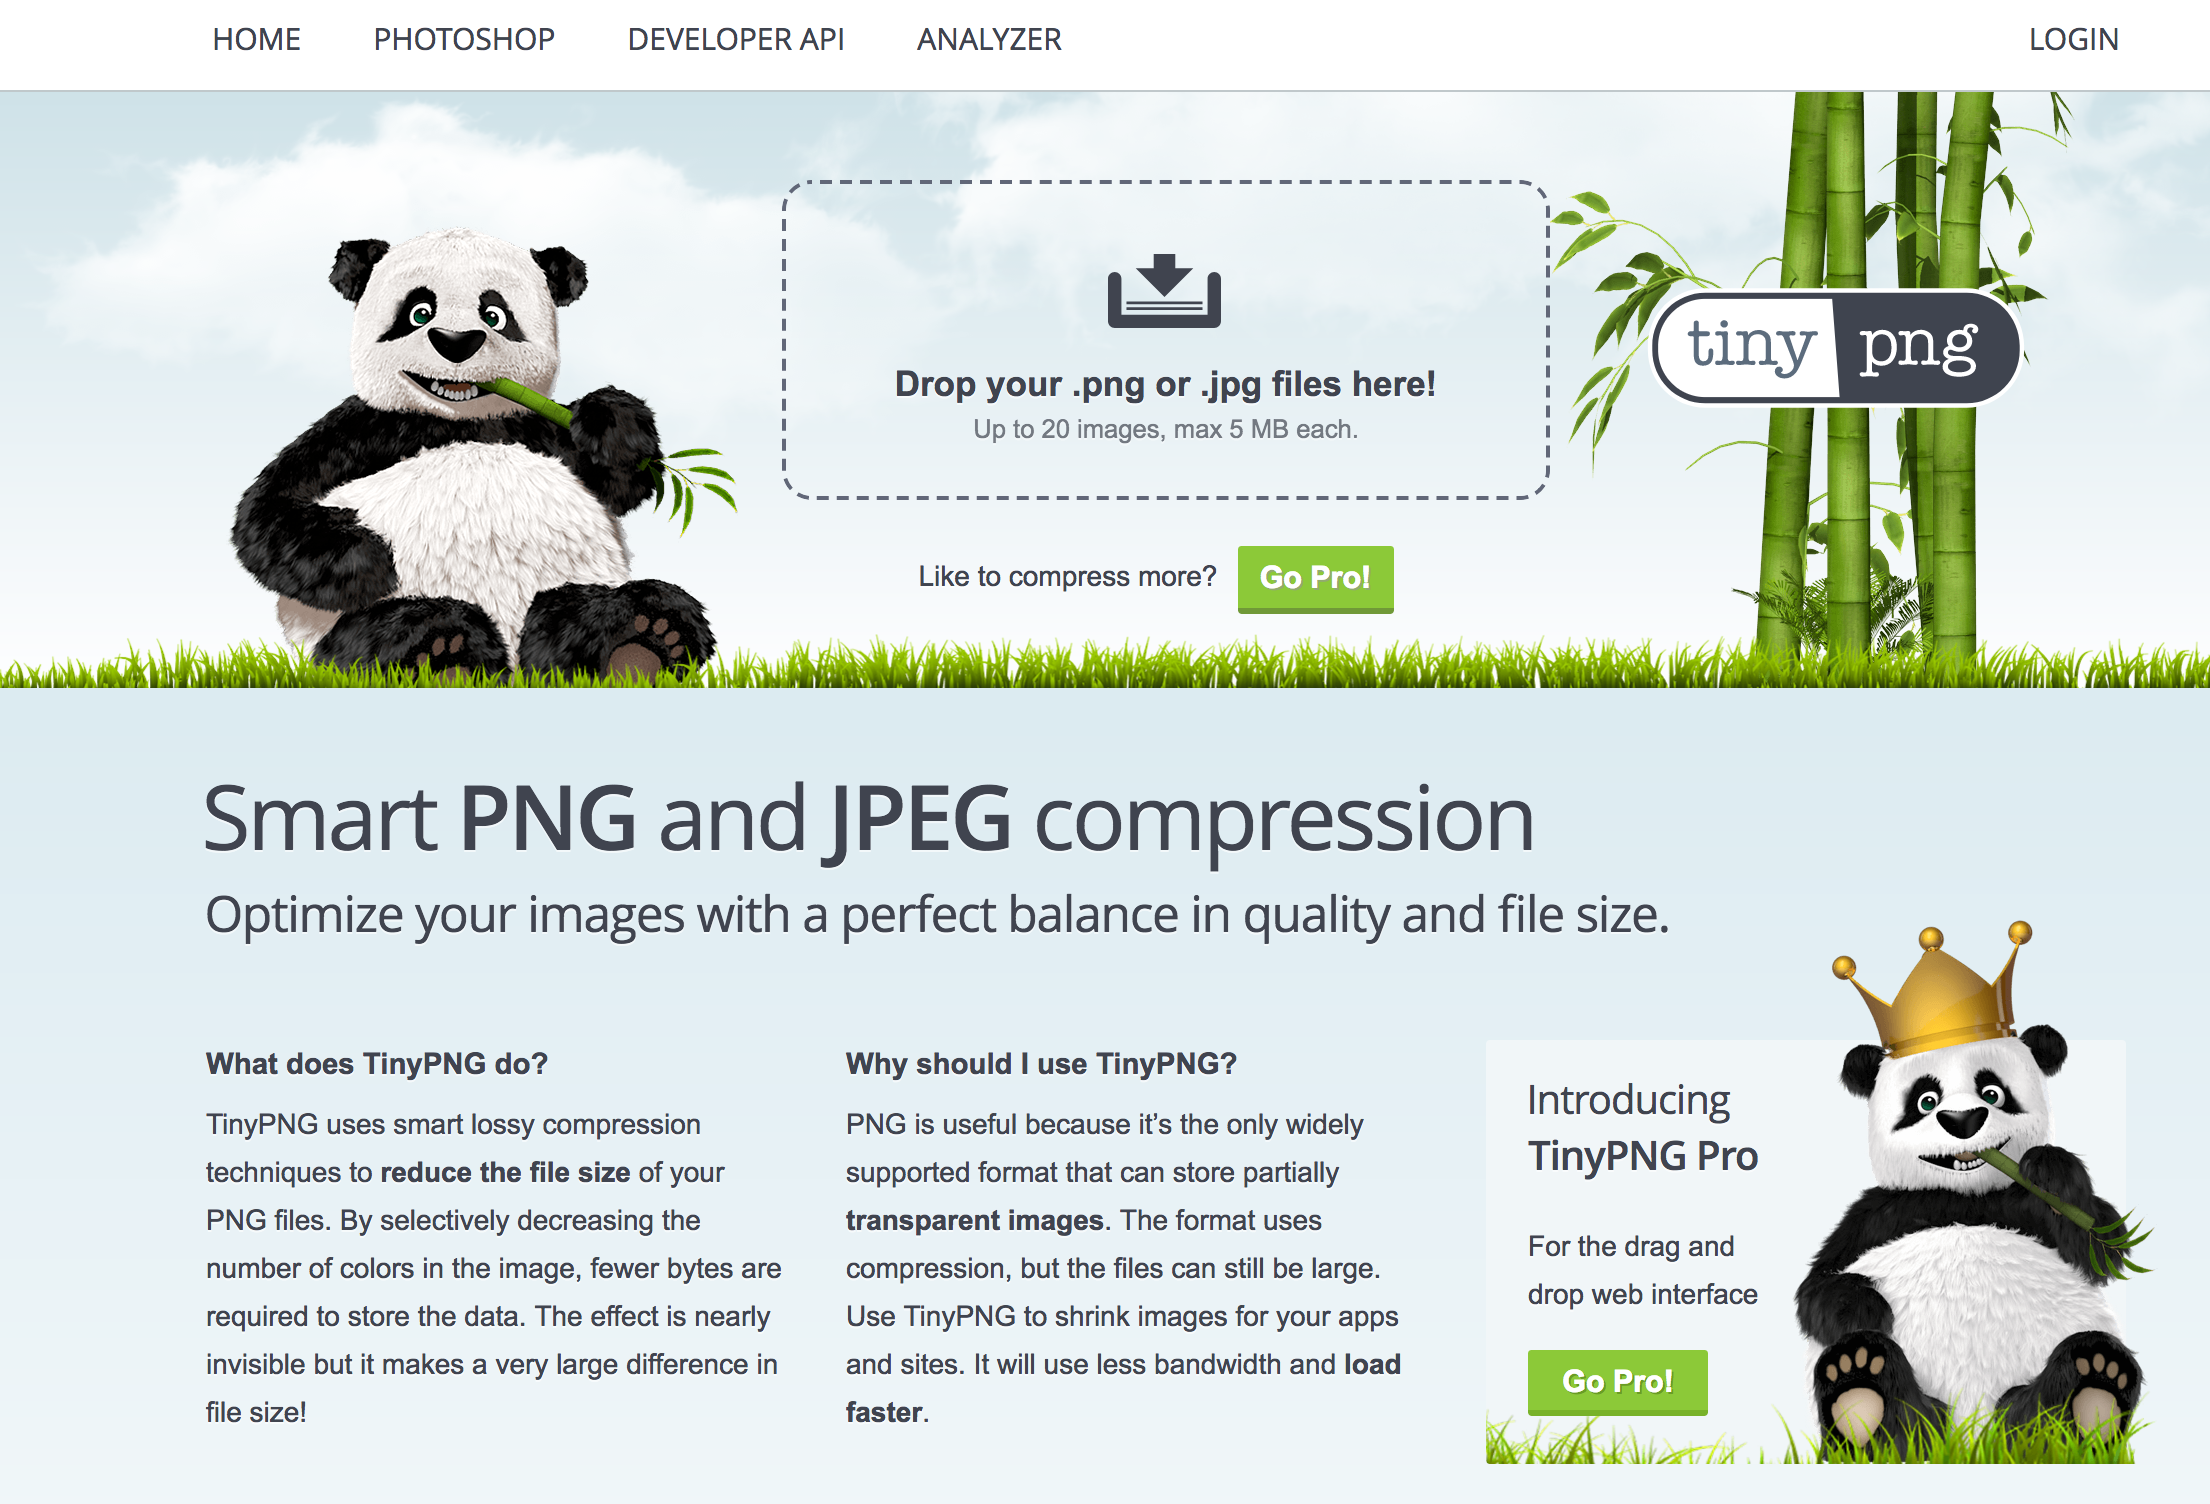 HOME PHOTOSHOP DEVELOPER API ANALYZER LOGIN
Drop your .png or .jpg files here!
Up to 20 images, max 5 MB each.
tiny png
Like to compress more? Go Pro!
Smart PNG and JPEG compression
Optimize your images with a perfect balance in quality and file size.
What does TinyPNG do?
TinyPNG uses smart lossy compression
techniques to reduce the file size of your
PNG files. By selectively decreasing the
number of colors in the image, fewer bytes are
required to store the data. The effect is nearly
invisible but it makes a very large difference in
file size!
Why should I use TinyPNG?
PNG is useful because it’s the only widely
supported format that can store partially
transparent images. The format uses
compression, but the files can still be large.
Use TinyPNG to shrink images for your apps
and sites. It will use less bandwidth and load
faster.
Introducing
TinyPNG Pro
For the drag and
drop web interface
Go Pro!